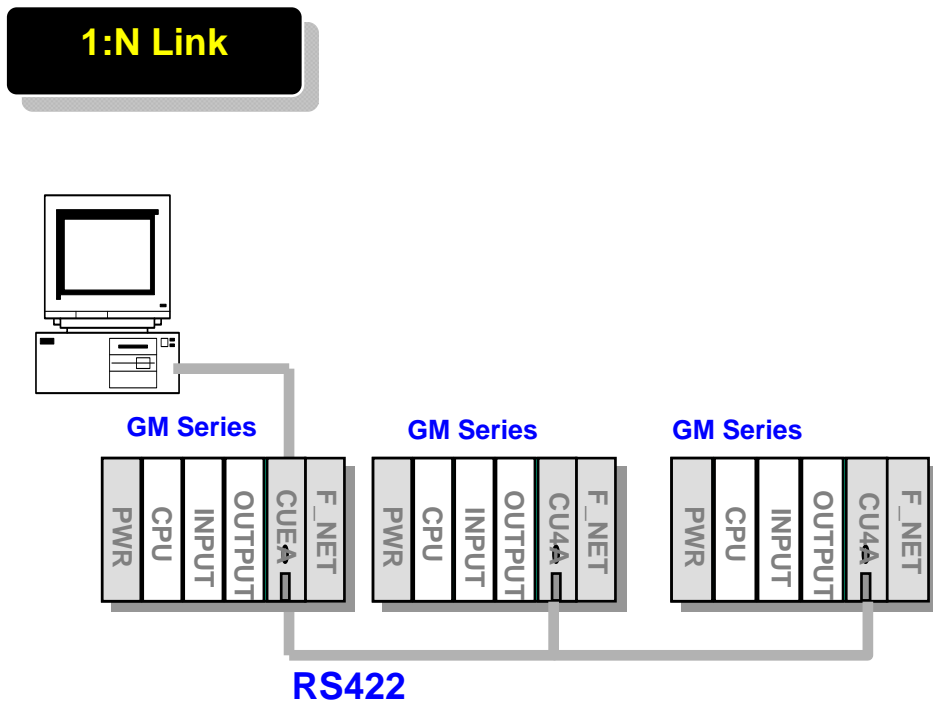 1:N Link
GM Series
GM Series
GM Series
PWR
CPU
INPUT
OUTPUT
CUEA
F_NET
PWR
CPU
INPUT
OUTPUT
CU4A
F_NET
PWR
CPU
INPUT
OUTPUT
CU4A
F_NET
RS422